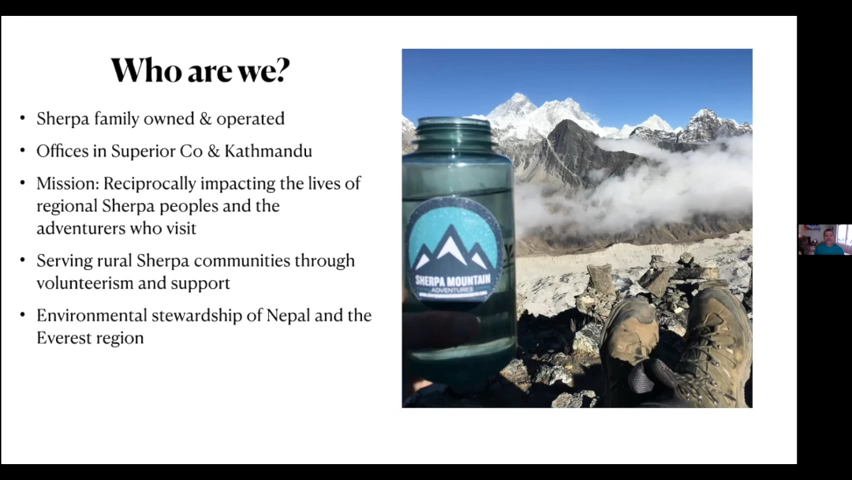 Who are we?
• Sherpa family owned & operated
• Offices in Superior Co & Kathmandu
• Mission: Reciprocally impacting the lives of
regional Sherpa peoples and the
adventurers who visit
• Serving rural Sherpa communities through
volunteerism and support
• Environmental stewardship of Nepal and the
Everest region
SHERPA MOUNTAIN
ADVENTURES